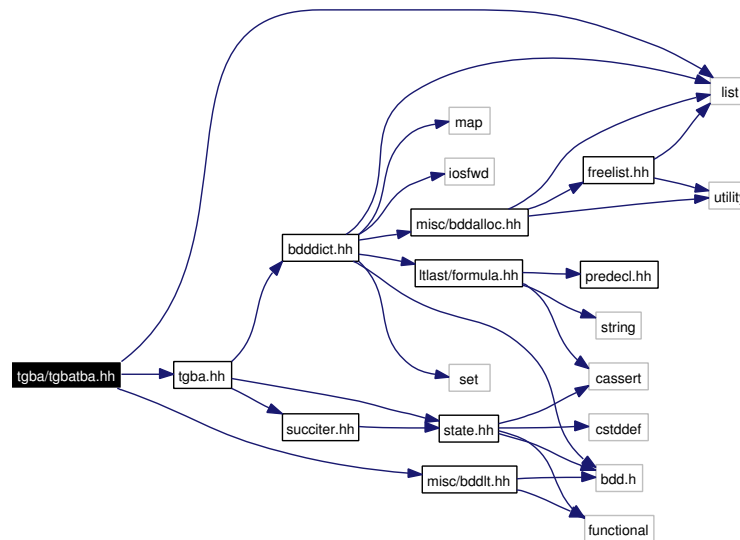 list
map
iosfwd
freelist.hh
utility
misc/bddalloc.hh
bdddict.hh
ltlast/formula.hh
predecl.hh
string
tgba/tgbatba.hh
tgba.hh
set
cassert
succiter.hh
state.hh
cstddef
misc/bddlt.hh
bdd.h
functional